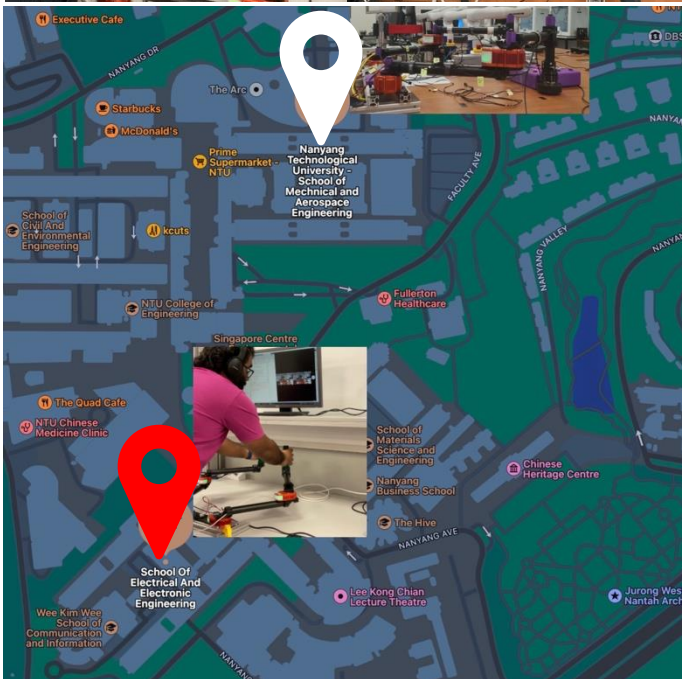 Executive Cafe
DBS
NANYANG DR
The Arc
Starbucks
McDonald's
Prime
Supermarket -
NTU
Nanyang
Technological
University -
School of
Mechnical and
Aerospace
Engineering
FACULTY AVE
School of
Civil And
Environmental
Engineering
kcuts
NANYANG VALLEY
NTU College of
Engineering
Fullerton
Healthcare
Singapore Centre
The Quad Cafe
NTU Chinese
Medicine Clinic
School of
Materials
Science and
Engineering
Nanyang
Business School
Chinese
Heritage Centre
The Hive
NANYANG AVE
School Of
Electrical And
Electronic
Engineering
Lee Kong Chian
Lecture Theatre
Jurong Wes
Nantah Arch
Wee Kim Wee
School of
Communication
and Information